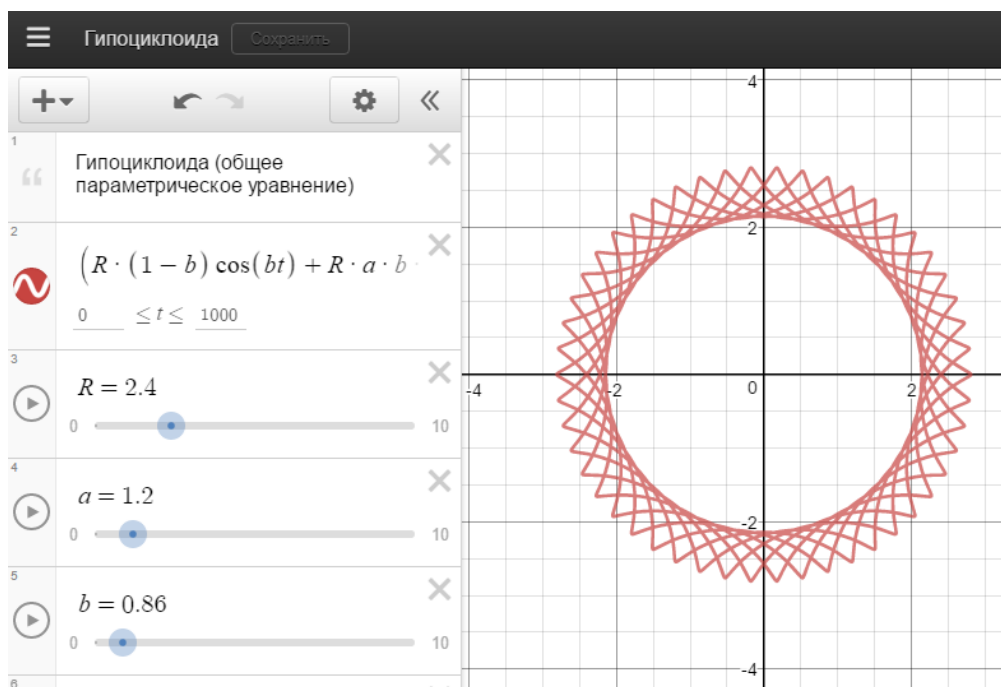 Гипоциклоида Сохранить
1
Гипоциклоида (общее
параметрическое уравнение)
2
(R · (1 − b) cos(bt) + R · a · b ·
0 ≤ t ≤ 1000
3
R = 2.4
0 10
4
a = 1.2
0 10
5
b = 0.86
0 10
6
4
2
-4 -2 0 2
-2
-4